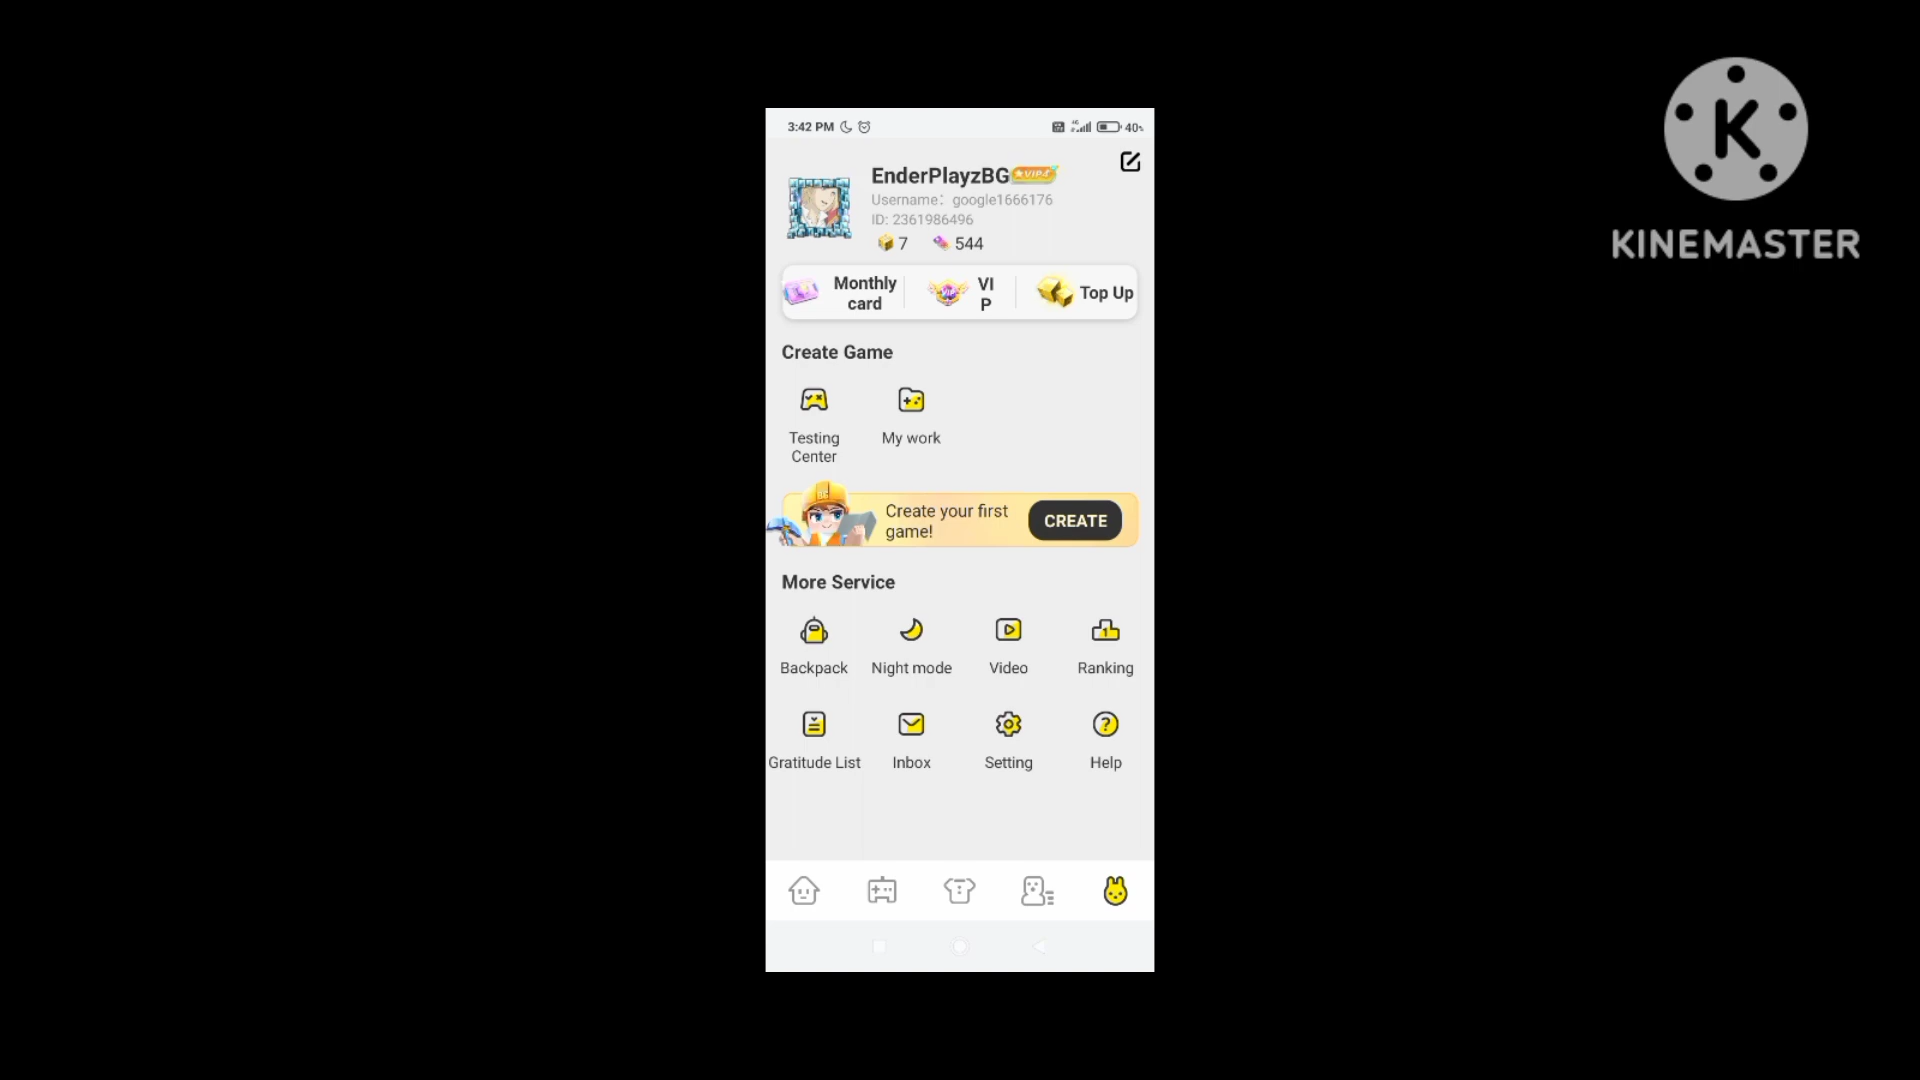 3:42 PM
40%
EnderPlayzBG
VIP
Username: google1666176
ID: 2361986496
7
544
Monthly
card
VI
P
Top Up
Create Game
Testing
Center
My work
Create your first
game!
CREATE
More Service
Backpack
Night mode
Video
Ranking
Gratitude List
Inbox
Setting
Help
K
KINEMASTER